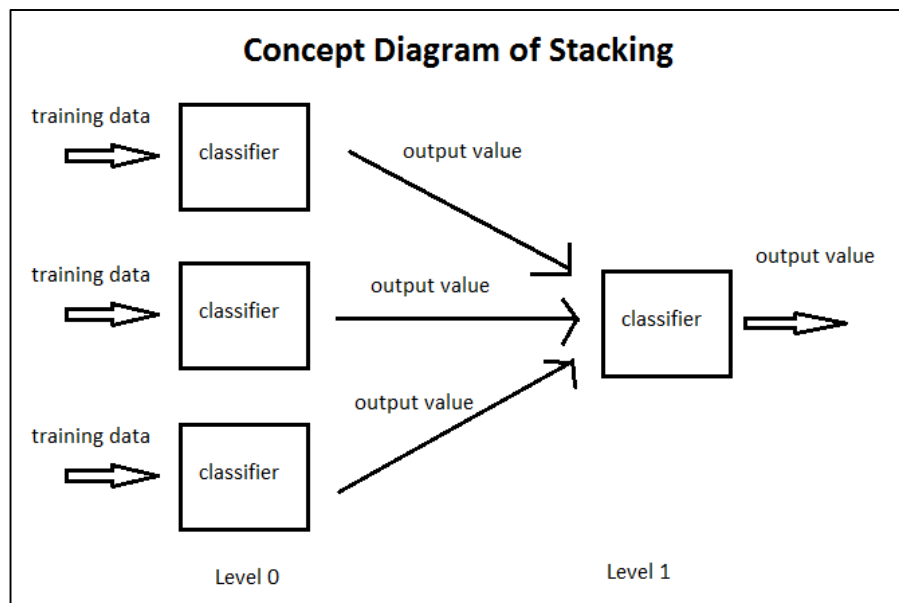 Concept Diagram of Stacking
training data
classifier
output value
training data
classifier
output value
output value
classifier
training data
classifier
output value
Level 0
Level 1